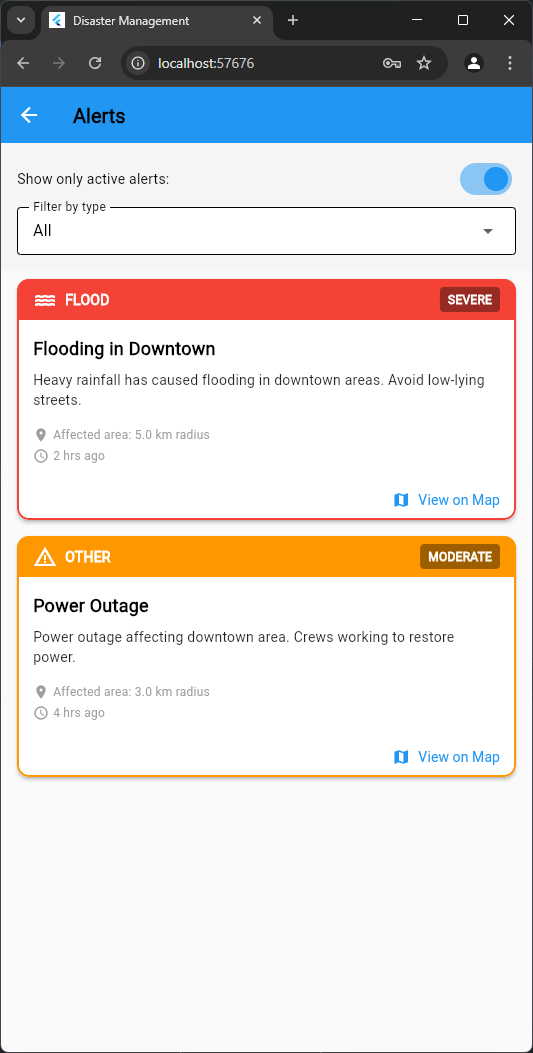 Disaster Management
localhost:57676
Alerts
Show only active alerts:
Filter by type
All
FLOOD
SEVERE
Flooding in Downtown
Heavy rainfall has caused flooding in downtown areas. Avoid low-lying
streets.
Affected area: 5.0 km radius
2 hrs ago
View on Map
OTHER
MODERATE
Power Outage
Power outage affecting downtown area. Crews working to restore
power.
Affected area: 3.0 km radius
4 hrs ago
View on Map